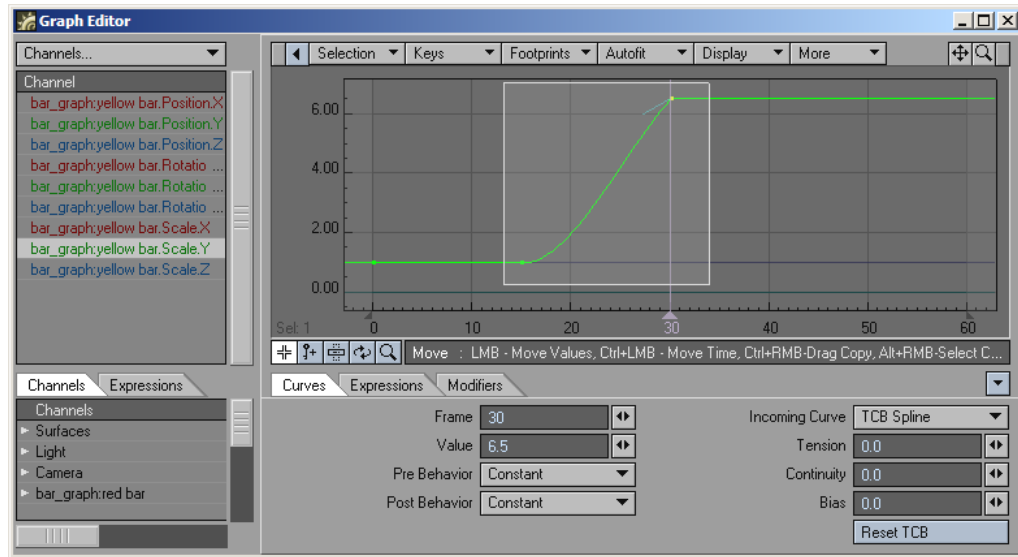 Graph Editor
Channels...
Selection Keys Footprints Autofit Display More
Channel
bar_graph:yellow bar.Position.X
bar_graph:yellow bar.Position.Y
bar_graph:yellow bar.Position.Z
bar_graph:yellow bar.Rotatio ...
bar_graph:yellow bar.Rotatio ...
bar_graph:yellow bar.Rotatio ...
bar_graph:yellow bar.Scale.X
bar_graph:yellow bar.Scale.Y
bar_graph:yellow bar.Scale.Z
6.00
4.00
2.00
0.00
Sel: 1 0 10 20 30 40 50 60
Move : LMB - Move Values, Ctrl+LMB - Move Time, Ctrl+RMB-Drag Copy, Alt+RMB-Select C...
Channels Expressions
Channels
Surfaces
Light
Camera
bar_graph:red bar
Curves Expressions Modifiers
Frame 30
Value 6.5
Pre Behavior Constant
Post Behavior Constant
Incoming Curve TCB Spline
Tension 0.0
Continuity 0.0
Bias 0.0
Reset TCB